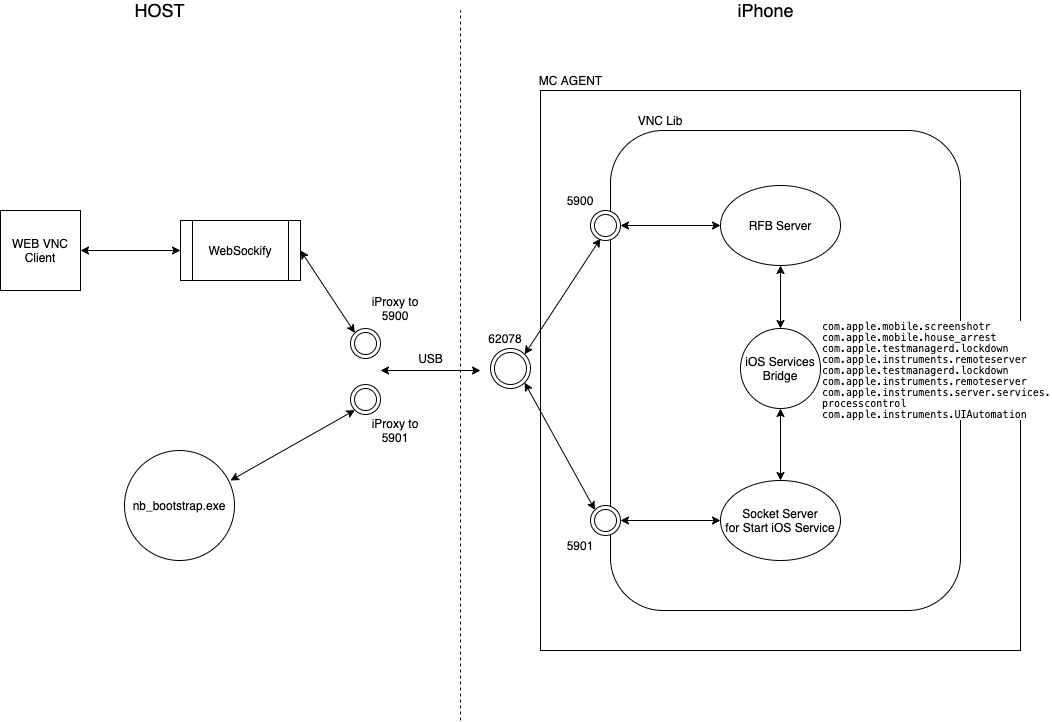 HOST
iPhone
MC AGENT
VNC Lib
5900
RFB Server
WEB VNC
Client
WebSockify
iProxy to
5900
62078
USB
iOS Services
Bridge
com.apple.mobile.screenshotr
com.apple.mobile.house_arrest
com.apple.testmanagerd.lockdown
com.apple.instruments.remoteserver
com.apple.testmanagerd.lockdown
com.apple.instruments.remoteserver
com.apple.instruments.server.services.
processcontrol
com.apple.instruments.UIAutomation
iProxy to
5901
nb_bootstrap.exe
Socket Server
for Start iOS Service
5901